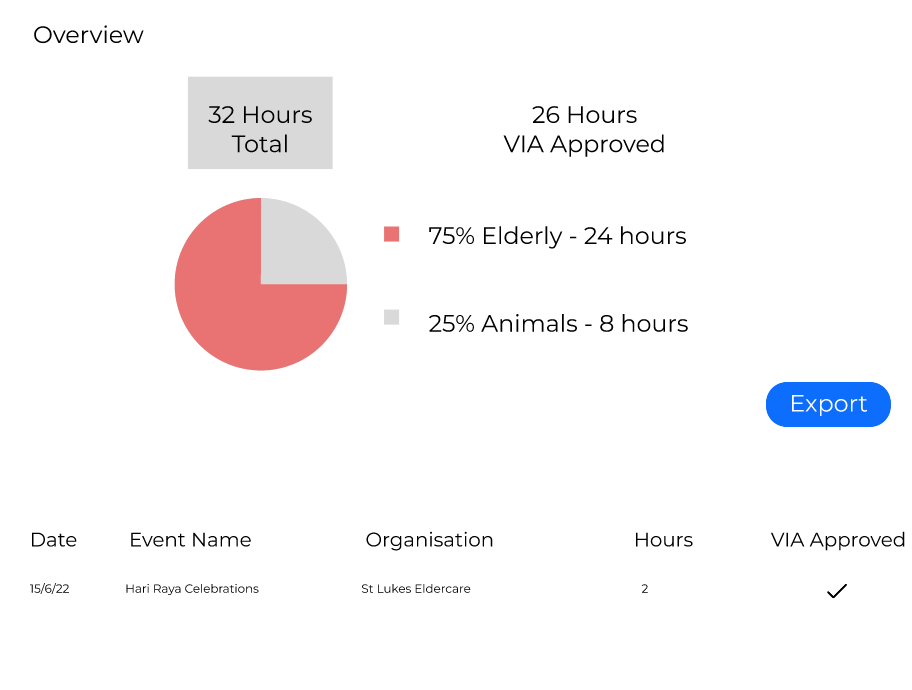 Overview
32 Hours
Total
26 Hours
VIA Approved
75% Elderly - 24 hours
25% Animals - 8 hours
Export
Date Event Name Organisation Hours VIA Approved
15/6/22 Hari Raya Celebrations St Lukes Eldercare 2